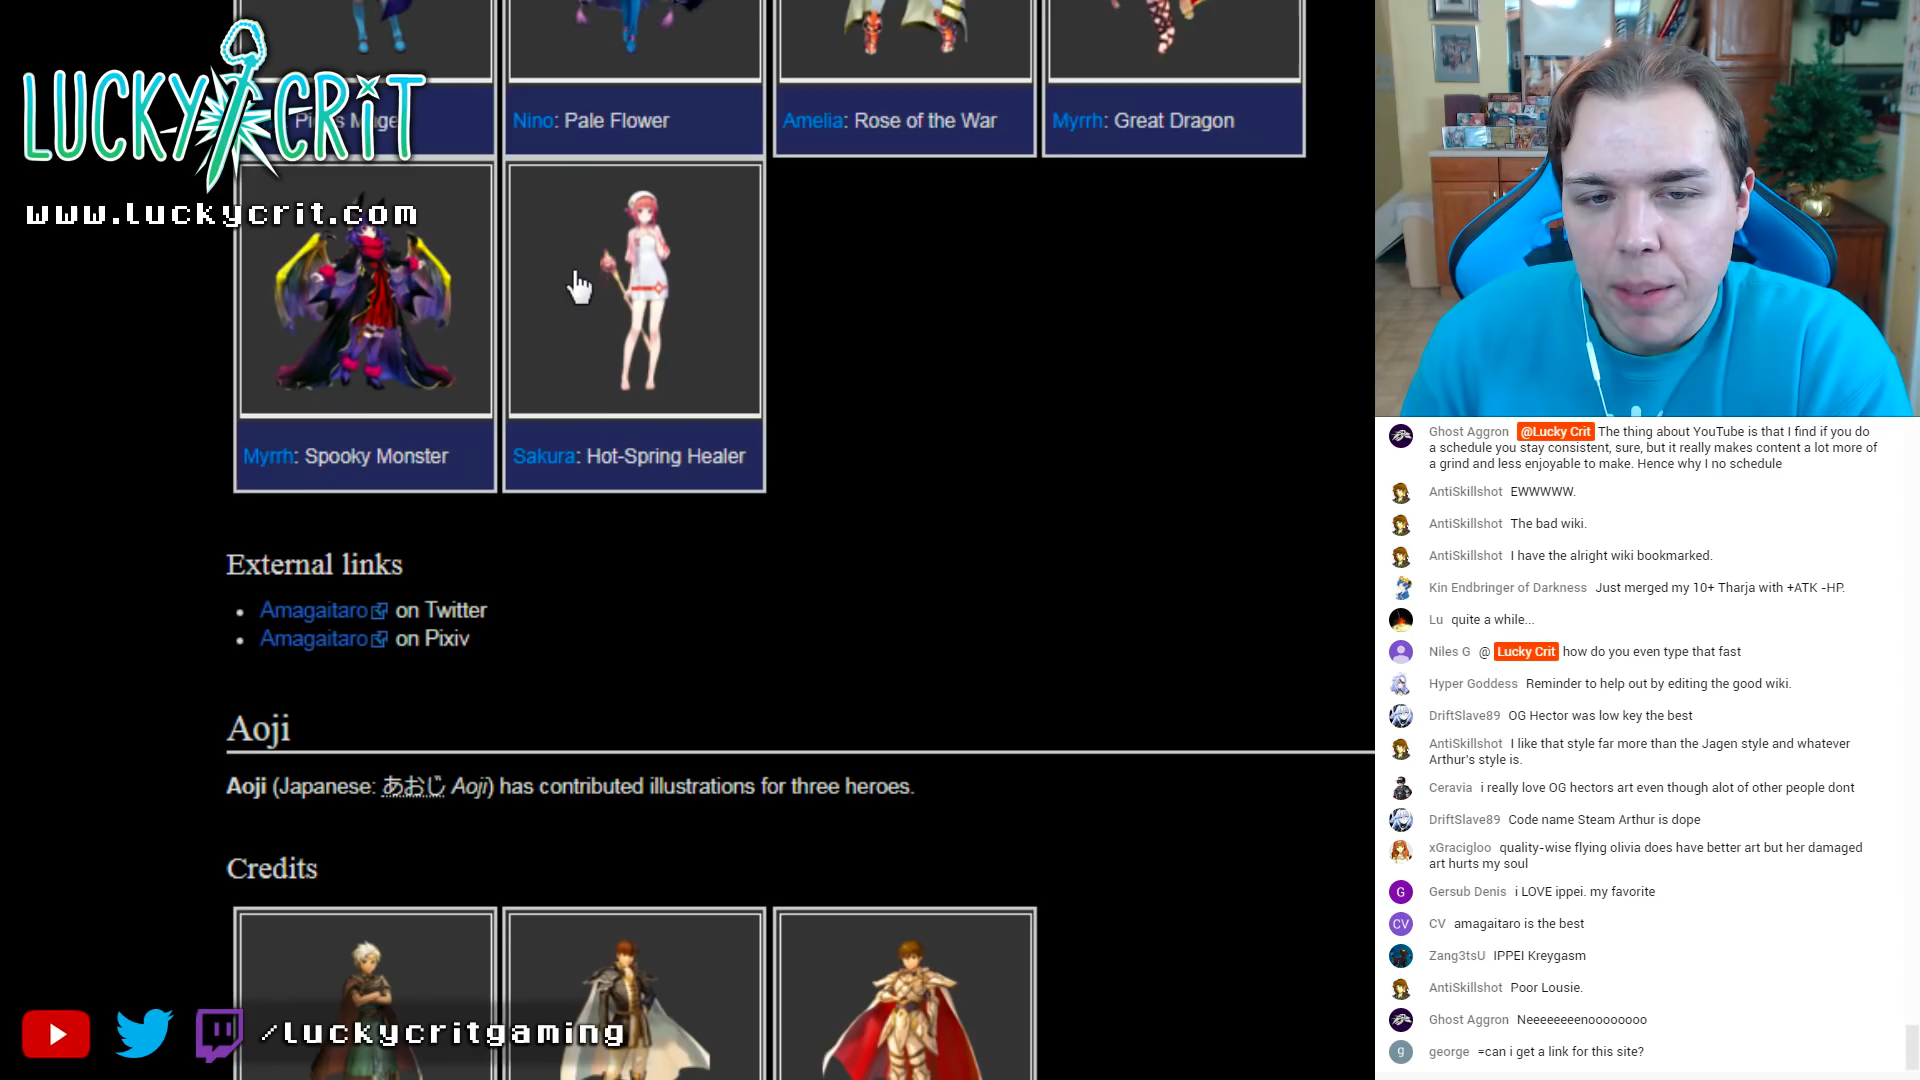 LUCKY CRIT
www.luckycrit.com
Nino: Pale Flower
Amelia: Rose of the War
Myrrh: Great Dragon
Myrrh: Spooky Monster
Sakura: Hot-Spring Healer
External links
Amagaitaro on Twitter
Amagaitaro on Pixiv
Aoji
Aoji (Japanese: あおじ Aoji) has contributed illustrations for three heroes.
Credits
/luckycritgaming
Ghost Aggron @Lucky Crit The thing about YouTube is that I find if you do
a schedule you stay consistent, sure, but it really makes content a lot more of
a grind and less enjoyable to make. Hence why I no schedule
AntiSkillshot EWWWWW.
AntiSkillshot The bad wiki.
AntiSkillshot I have the alright wiki bookmarked.
Kin Endbringer of Darkness Just merged my 10+ Tharja with +ATK -HP.
Lu quite a while...
Niles G @ Lucky Crit how do you even type that fast
Hyper Goddess Reminder to help out by editing the good wiki.
DriftSlave89 OG Hector was low key the best
AntiSkillshot I like that style far more than the Jagen style and whatever
Arthur's style is.
Ceravia i really love OG hectors art even though alot of other people dont
DriftSlave89 Code name Steam Arthur is dope
xGracigloo quality-wise flying olivia does have better art but her damaged
art hurts my soul
G Gersub Denis i LOVE ippei. my favorite
CV CV amagaitaro is the best
Zang3tsU IPPEI Kreygasm
AntiSkillshot Poor Lousie.
Ghost Aggron Neeeeeeeenoooooooo
g george =can i get a link for this site?